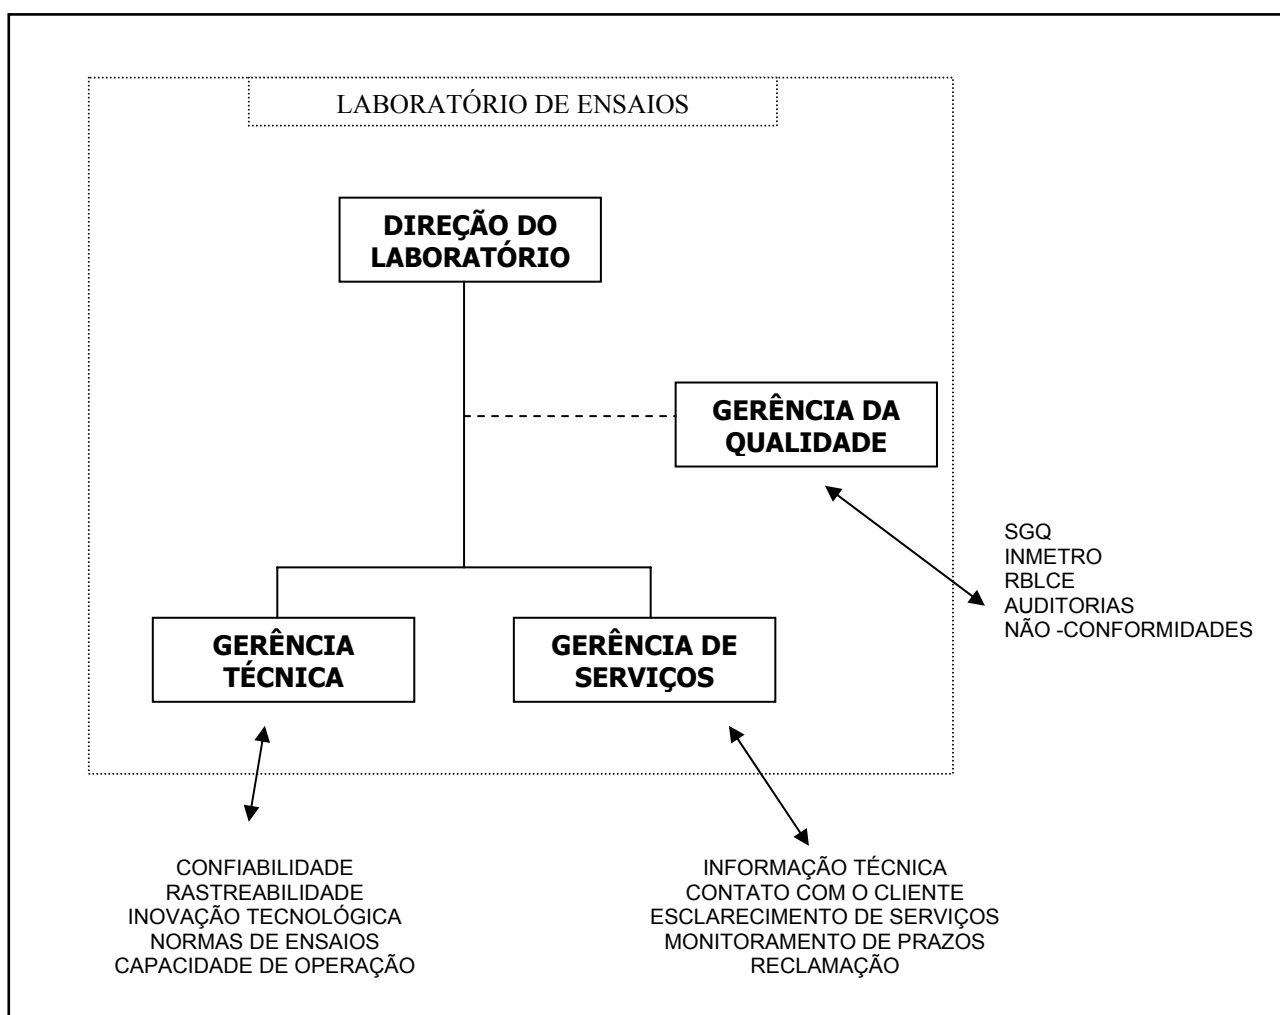 LABORATÓRIO DE ENSAIOS
DIREÇÃO DO
LABORATÓRIO
GERÊNCIA DA
QUALIDADE
SGQ
INMETRO
RBLCE
AUDITORIAS
NÃO -CONFORMIDADES
GERÊNCIA
TÉCNICA
GERÊNCIA DE
SERVIÇOS
CONFIABILIDADE
RASTREABILIDADE
INOVAÇÃO TECNOLÓGICA
NORMAS DE ENSAIOS
CAPACIDADE DE OPERAÇÃO
INFORMAÇÃO TÉCNICA
CONTATO COM O CLIENTE
ESCLARECIMENTO DE SERVIÇOS
MONITORAMENTO DE PRAZOS
RECLAMAÇÃO